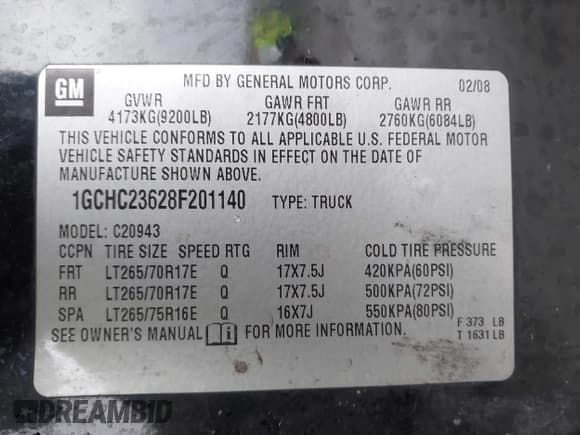 GM
MFD BY GENERAL MOTORS CORP. 02/08
GVWR GAWR FRT GAWR RR
4173KG(9200LB) 2177KG(4800LB) 2760KG(6084LB)
THIS VEHICLE CONFORMS TO ALL APPLICABLE U.S. FEDERAL MOTOR
VEHICLE SAFETY STANDARDS IN EFFECT ON THE DATE OF
MANUFACTURE SHOWN ABOVE.
1GCHC23628F201140 TYPE: TRUCK
MODEL: C20943
CCPN TIRE SIZE SPEED RTG RIM COLD TIRE PRESSURE
FRT LT265/70R17E Q 17X7.5J 420KPA(60PSI)
RR LT265/70R17E Q 17X7.5J 500KPA(72PSI)
SPA LT265/75R16E Q 16X7J 550KPA(80PSI)
SEE OWNER'S MANUAL i FOR MORE INFORMATION. F 373 LB
T 1631 LB
DREAMBID